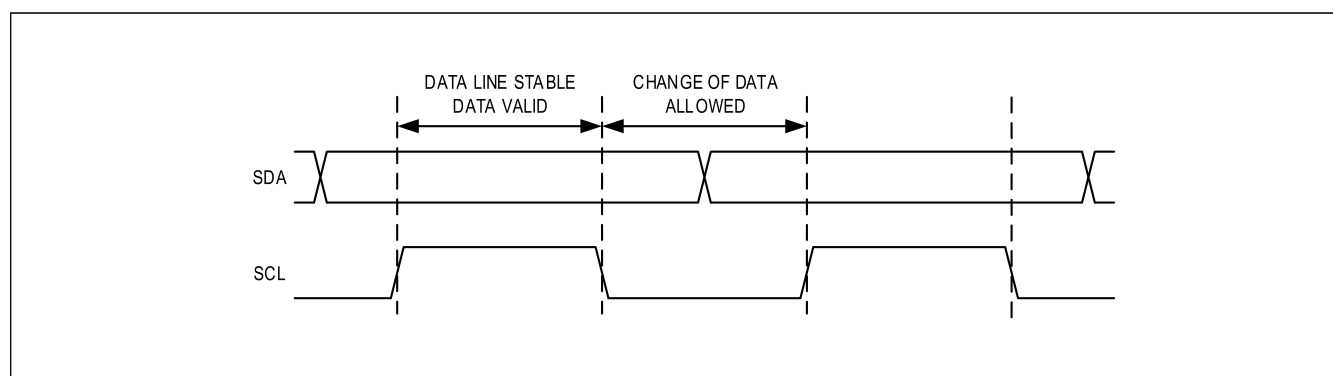 DATA LINE STABLE
DATA VALID
CHANGE OF DATA
ALLOWED
SDA
SCL